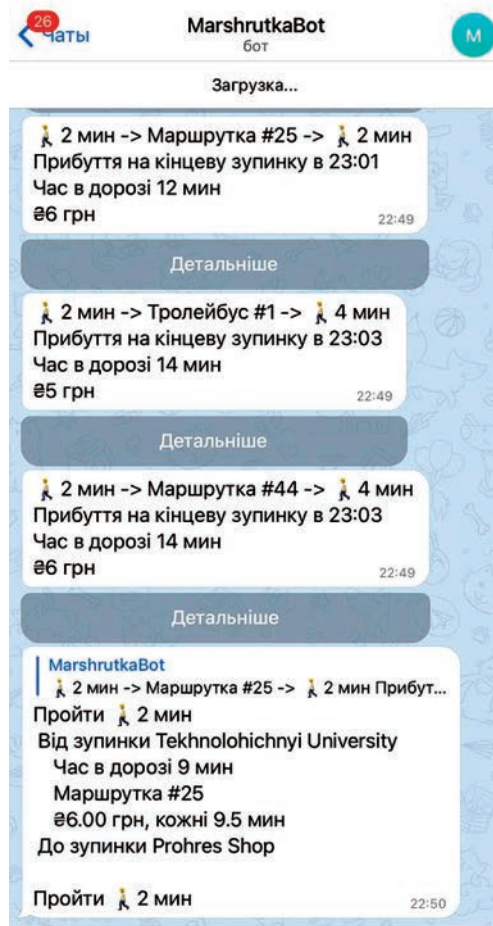 26
Чаты
MarshrutkaBot
бот
M
Загрузка...
🚶 2 мин -> Маршрутка #25 -> 🚶 2 мин
Прибуття на кінцеву зупинку в 23:01
Час в дорозі 12 мин
₴6 грн
22:49
Детальніше
🚶 2 мин -> Тролейбус #1 -> 🚶 4 мин
Прибуття на кінцеву зупинку в 23:03
Час в дорозі 14 мин
₴5 грн
22:49
Детальніше
🚶 2 мин -> Маршрутка #44 -> 🚶 4 мин
Прибуття на кінцеву зупинку в 23:03
Час в дорозі 14 мин
₴6 грн
22:49
Детальніше
MarshrutkaBot
🚶 2 мин -> Маршрутка #25 -> 🚶 2 мин Прибут...
Пройти 🚶 2 мин
Від зупинки Tekhnolohichnyi University
Час в дорозі 9 мин
Маршрутка #25
₴6.00 грн, кожні 9.5 мин
До зупинки Prohres Shop
Пройти 🚶 2 мин
22:50